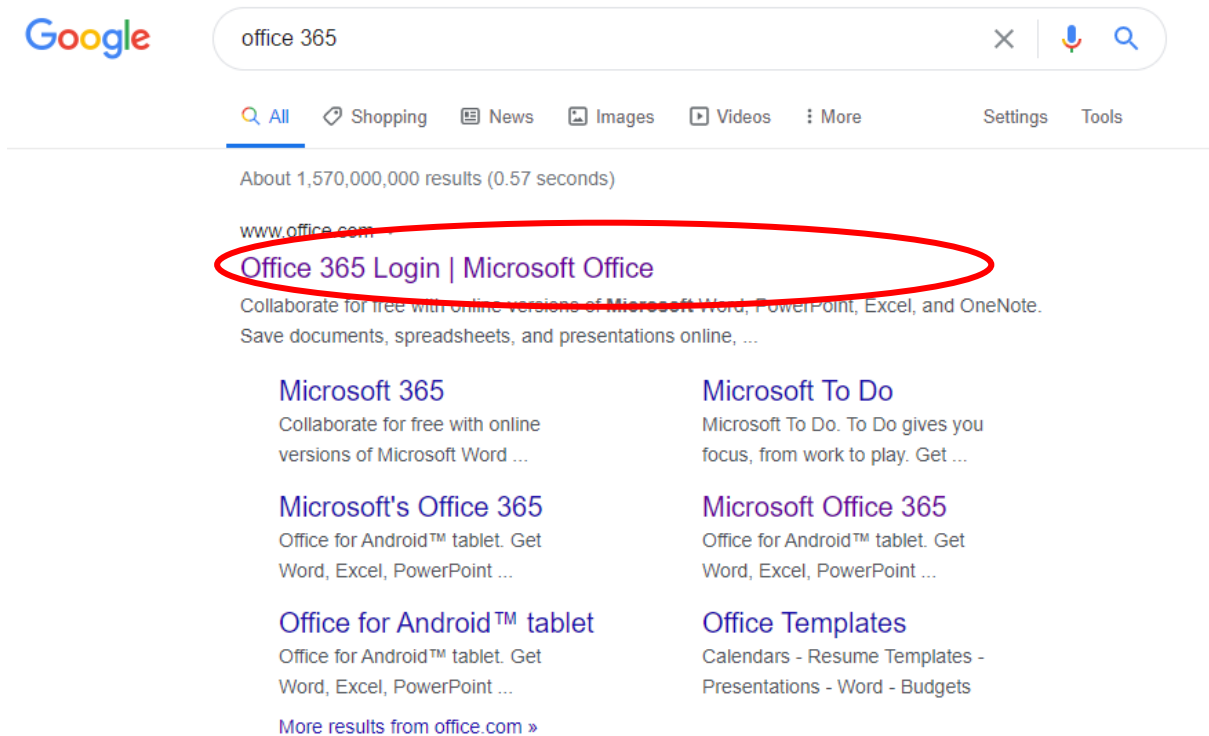 Google
office 365
All Shopping News Images Videos More Settings Tools
About 1,570,000,000 results (0.57 seconds)
www.office.com
Office 365 Login | Microsoft Office
Collaborate for free with online versions of Microsoft Word, PowerPoint, Excel, and OneNote.
Save documents, spreadsheets, and presentations online, ...
Microsoft 365
Collaborate for free with online
versions of Microsoft Word ...
Microsoft To Do
Microsoft To Do. To Do gives you
focus, from work to play. Get ...
Microsoft's Office 365
Office for Android™ tablet. Get
Word, Excel, PowerPoint ...
Microsoft Office 365
Office for Android™ tablet. Get
Word, Excel, PowerPoint ...
Office for Android™ tablet
Office for Android™ tablet. Get
Word, Excel, PowerPoint ...
Office Templates
Calendars - Resume Templates -
Presentations - Word - Budgets
More results from office.com »